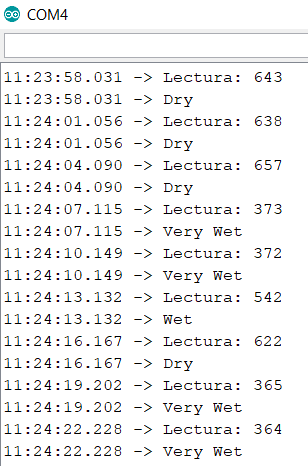 COM4
11:23:58.031 -> Lectura: 643
11:23:58.031 -> Dry
11:24:01.056 -> Lectura: 638
11:24:01.056 -> Dry
11:24:04.090 -> Lectura: 657
11:24:04.090 -> Dry
11:24:07.115 -> Lectura: 373
11:24:07.115 -> Very Wet
11:24:10.149 -> Lectura: 372
11:24:10.149 -> Very Wet
11:24:13.132 -> Lectura: 542
11:24:13.132 -> Wet
11:24:16.167 -> Lectura: 622
11:24:16.167 -> Dry
11:24:19.202 -> Lectura: 365
11:24:19.202 -> Very Wet
11:24:22.228 -> Lectura: 364
11:24:22.228 -> Very Wet